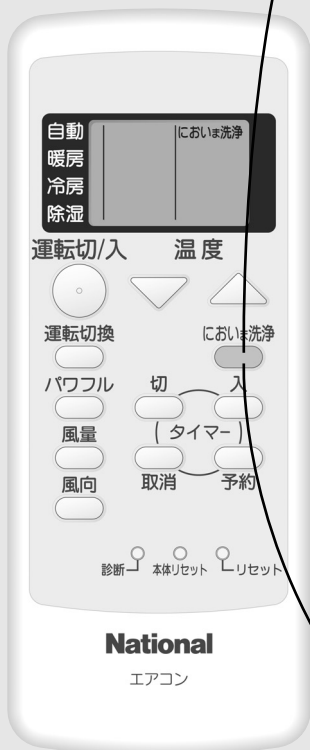 自動
においま洗浄
暖房
冷房
除湿
運転切/入
温度
運転切換
においま洗浄
パワフル
切
入
風量
(タイマー)
風向
取消
予約
診断
本体リセット
リセット
National
エアコン